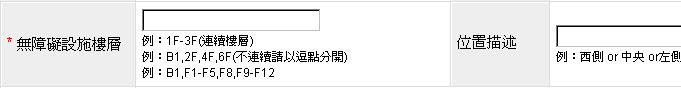 * 無障礙設施樓層
例：1F-3F(連續樓層)
例：B1,2F,4F,6F(不連續請以逗點分開)
例：B1,F1-F5,F8,F9-F12
位置描述
例：西側 or 中央 or左側